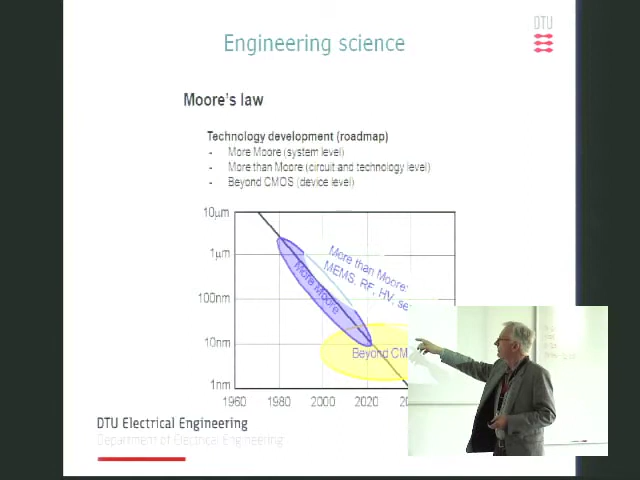 DTU
Engineering science
Moore's law
Technology development (roadmap)
- More Moore (system level)
- More than Moore (circuit and technology level)
- Beyond CMOS (device level)
10μm
1μm
100nm
10nm
1nm
More than Moore:
MEMS, RF, HV, se
More Moore
Beyond CM
1960
1980
2000
2020
DTU Electrical Engineering
Department of Electrical Engineering